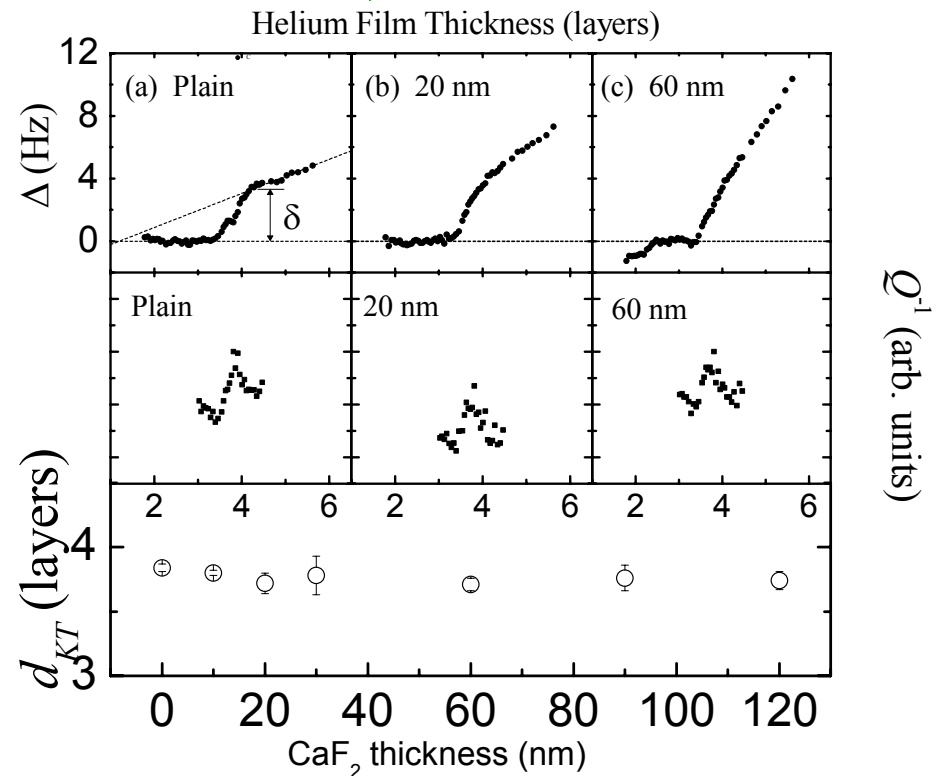 Helium Film Thickness (layers)
12
8
4
0
Δ (Hz)
(a) Plain
(b) 20 nm
(c) 60 nm
δ
Plain
20 nm
60 nm
Q⁻¹ (arb. units)
2 4 6 2 4 6 2 4 6
4
3
d_KT (layers)
0 20 40 60 80 100 120
CaF₂ thickness (nm)